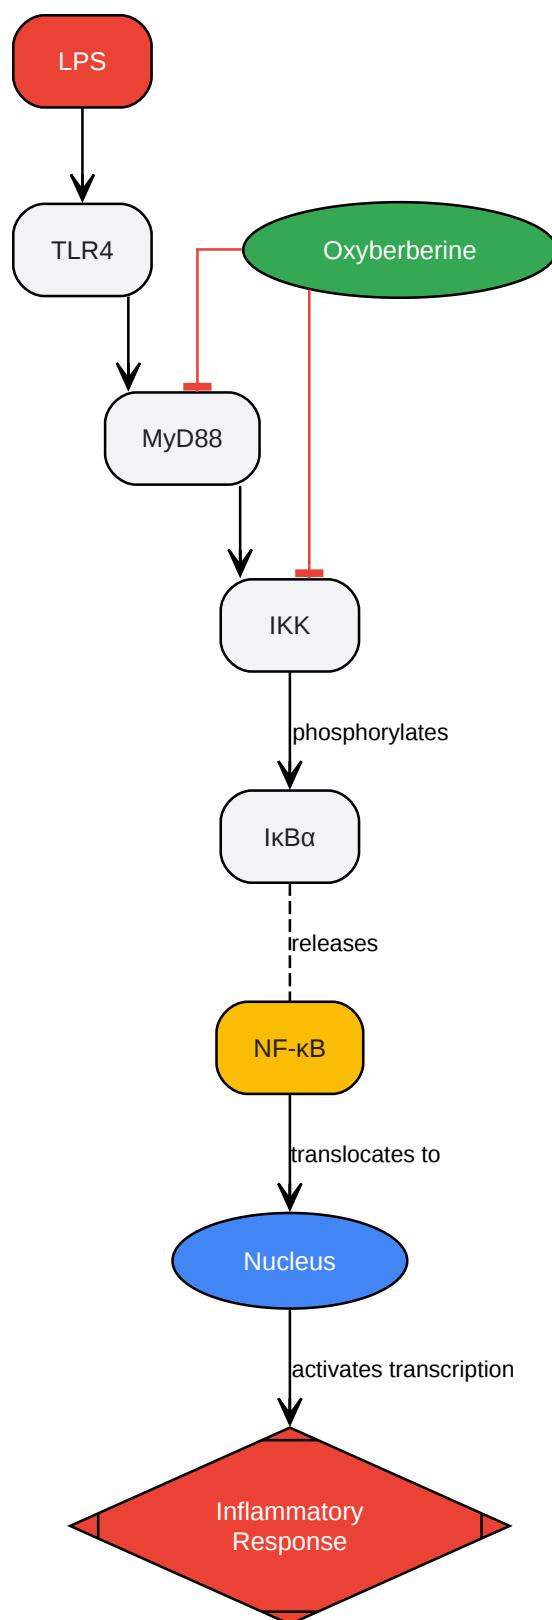 LPS
TLR4
Oxyberberine
MyD88
IKK
phosphorylates
IκBα
releases
NF-κB
translocates to
Nucleus
activates transcription
Inflammatory
Response